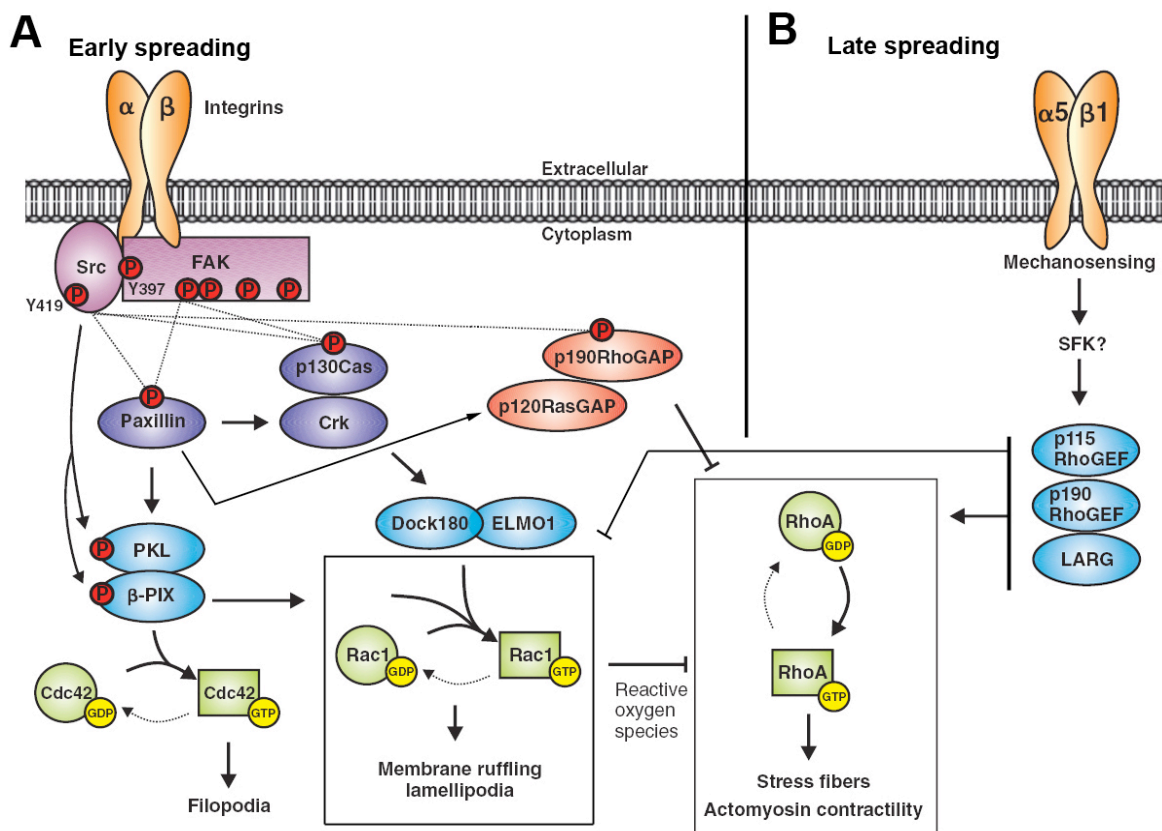 A
Early spreading
α
β
Integrins
Extracellular
Cytoplasm
Src
P
FAK
Y397
P
P
P
P
Y419
P
P
p130Cas
P
p190RhoGAP
P
Paxillin
Crk
p120RasGAP
Dock180
ELMO1
P
PKL
P
β-PIX
Cdc42
GDP
Cdc42
GTP
Filopodia
Rac1
GDP
Rac1
GTP
Membrane ruffling
lamellipodia
Reactive
oxygen
species
B
Late spreading
α5
β1
Mechanosensing
SFK?
p115
RhoGEF
p190
RhoGEF
LARG
RhoA
GDP
RhoA
GTP
Stress fibers
Actomyosin contractility